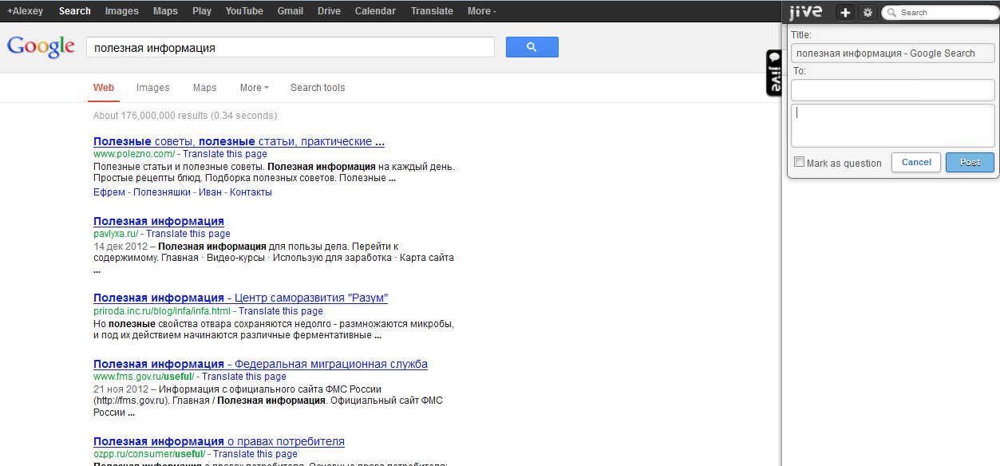 +Alexey Search Images Maps Play YouTube Gmail Drive Calendar Translate More
Google полезная информация
Web Images Maps More Search tools
About 176,000,000 results (0.34 seconds)
Полезные советы, полезные статьи, практические ...
www.polezno.com/ - Translate this page
Полезные статьи и полезные советы. Полезная информация на каждый день.
Простые рецепты блюд. Подборка полезных советов. Полезные ...
Ефрем - Полезняшки - Иван - Контакты
Полезная информация
pavlyxa.ru/ - Translate this page
14 дек 2012 – Полезная информация для пользы дела. Перейти к
содержимому. Главная · Видео-курсы · Использую для заработка · Карта сайта
...
Полезная информация - Центр саморазвития "Разум"
priroda.inc.ru/blog/infa/infa.html - Translate this page
Но полезные свойства отвара сохраняются недолго - размножаются микробы,
и под их действием начинаются различные ферментативные ...
Полезная информация - Федеральная миграционная служба
www.fms.gov.ru/useful/ - Translate this page
21 ноя 2012 – Информация с официального сайта ФМС России
(http://fms.gov.ru). Главная / Полезная информация. Официальный сайт ФМС
России ...
Полезная информация о правах потребителя
ozpp.ru/consumer/useful/ - Translate this page
Полезная информация о правах потребителя. Основные права потребителя:
jive
jive Search
Title:
полезная информация - Google Search
To:
Mark as question Cancel Post